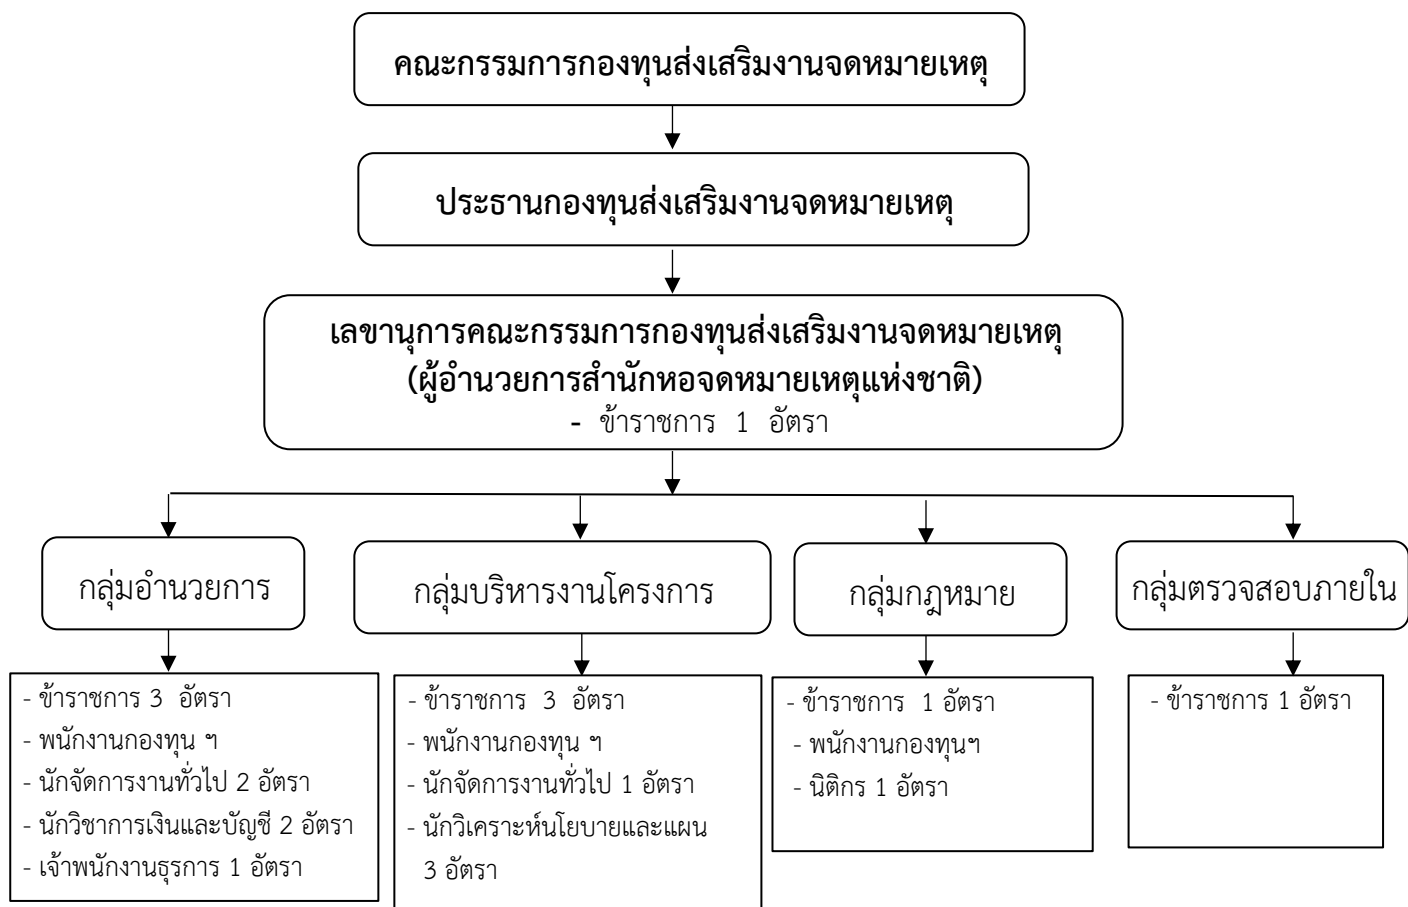 คณะกรรมการกองทุนส่งเสริมงานจดหมายเหตุ
ประธานกองทุนส่งเสริมงานจดหมายเหตุ
เลขานุการคณะกรรมการกองทุนส่งเสริมงานจดหมายเหตุ
(ผู้อำนวยการสำนักหอจดหมายเหตุแห่งชาติ)
- ข้าราชการ 1 อัตรา
กลุ่มอำนวยการ
- ข้าราชการ 3 อัตรา
- พนักงานกองทุน ฯ
- นักจัดการงานทั่วไป 2 อัตรา
- นักวิชาการเงินและบัญชี 2 อัตรา
- เจ้าพนักงานธุรการ 1 อัตรา
กลุ่มบริหารงานโครงการ
- ข้าราชการ 3 อัตรา
- พนักงานกองทุน ฯ
- นักจัดการงานทั่วไป 1 อัตรา
- นักวิเคราะห์นโยบายและแผน
3 อัตรา
กลุ่มกฎหมาย
- ข้าราชการ 1 อัตรา
- พนักงานกองทุนฯ
- นิติกร 1 อัตรา
กลุ่มตรวจสอบภายใน
- ข้าราชการ 1 อัตรา